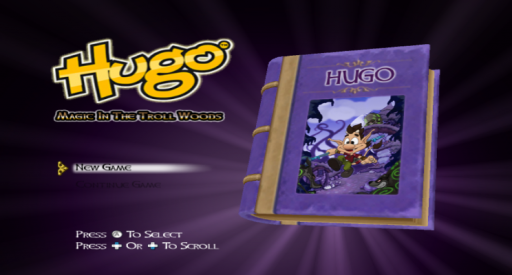 Hugo
MAGIC IN THE TROLL WOODS
HUGO
NEW GAME
PRESS A TO SELECT
PRESS OR TO SCROLL